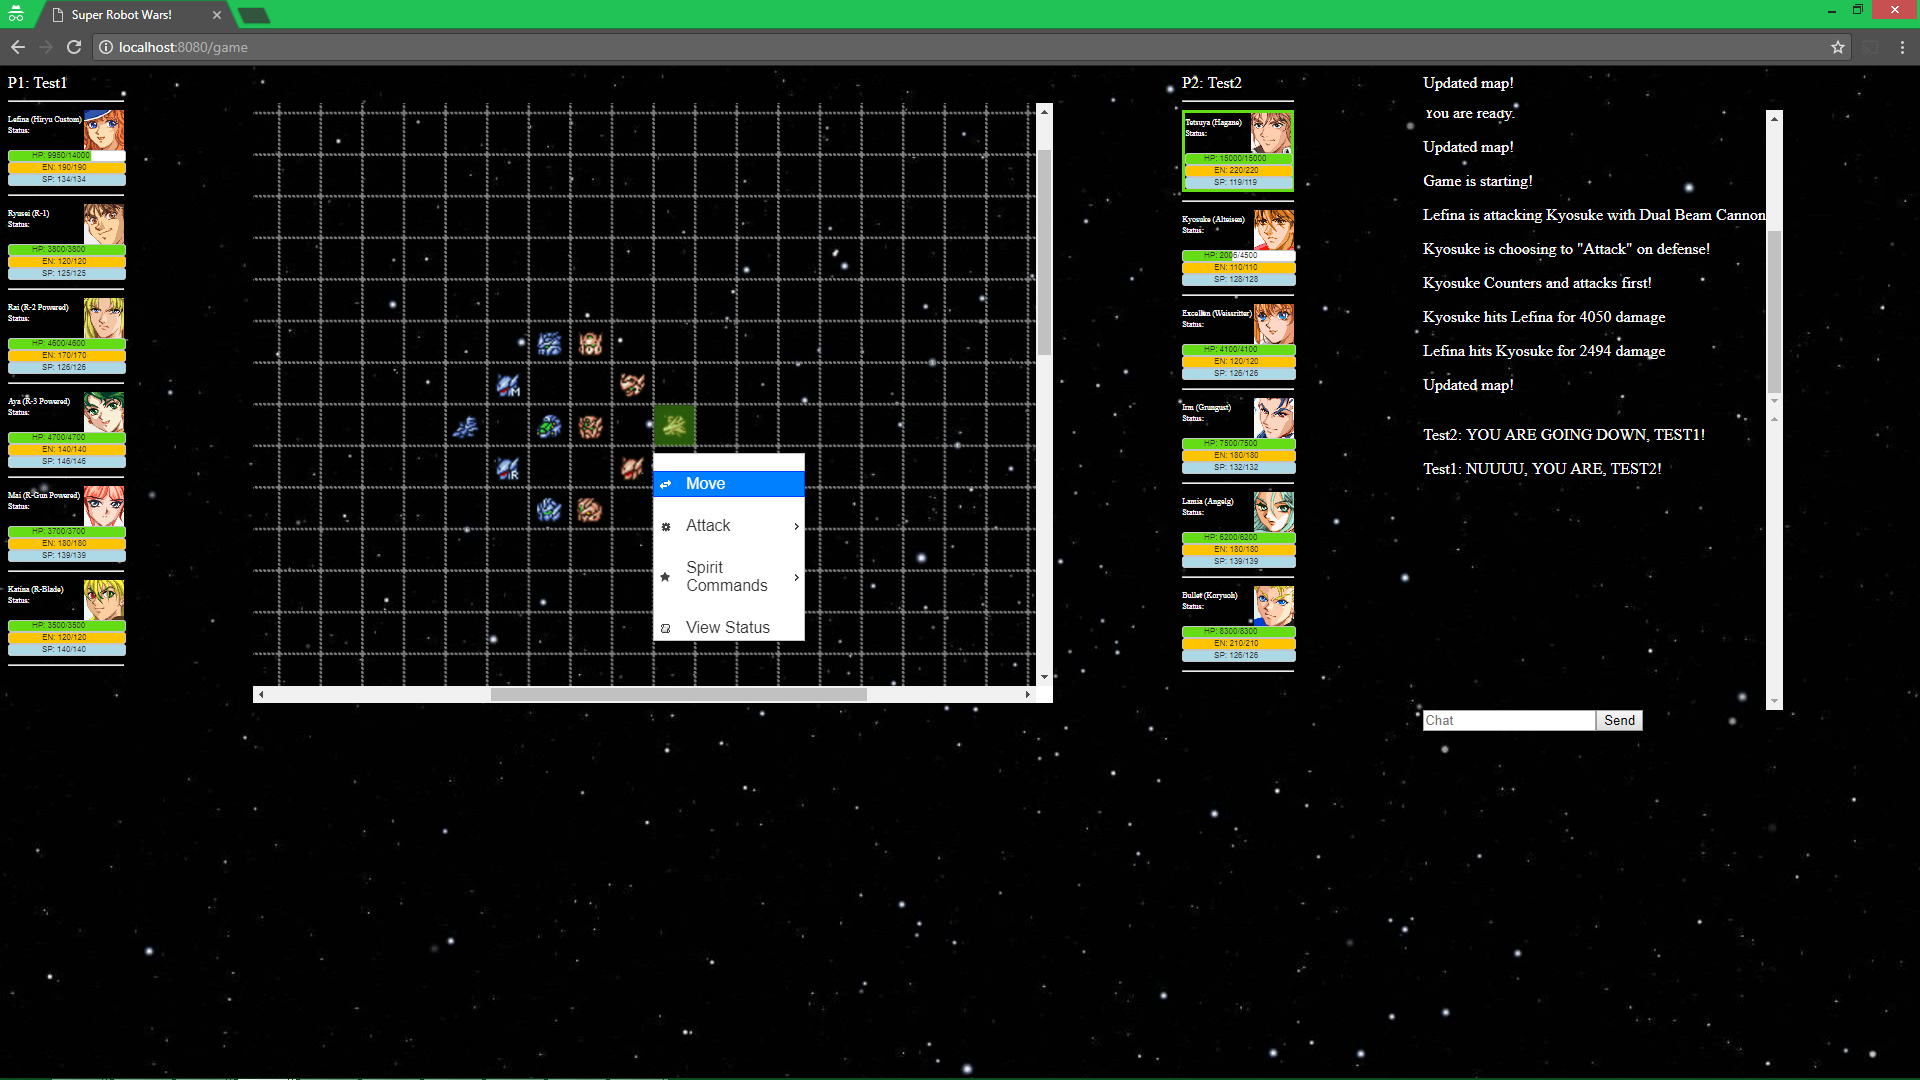 Super Robot Wars!
localhost:8080/game
P1: Test1
Lefina (Hiryu Custom)
Status:
HP: 9950/14000
EN: 190/190
SP: 134/134
Ryusei (R-1)
Status:
HP: 3800/3800
EN: 120/120
SP: 125/125
Rai (R-2 Powered)
Status:
HP: 4600/4600
EN: 170/170
SP: 126/126
Aya (R-3 Powered)
Status:
HP: 4700/4700
EN: 140/140
SP: 146/146
Mai (R-Gun Powered)
Status:
HP: 3700/3700
EN: 180/180
SP: 139/139
Katina (R-Blade)
Status:
HP: 3500/3500
EN: 120/120
SP: 140/140
M
R
Move
Attack
Spirit
Commands
View Status
P2: Test2
Tetsuya (Hagane)
Status:
HP: 15000/15000
EN: 220/220
SP: 119/119
Kyosuke (Alteisen)
Status:
HP: 2006/4500
EN: 110/110
SP: 128/128
Excellen (Weissritter)
Status:
HP: 4100/4100
EN: 120/120
SP: 126/126
Irm (Grungust)
Status:
HP: 7500/7500
EN: 180/180
SP: 132/132
Lamia (Angelg)
Status:
HP: 6200/6200
EN: 180/180
SP: 139/139
Bullet (Koryuoh)
Status:
HP: 8300/8300
EN: 210/210
SP: 126/126
Updated map!
You are ready.
Updated map!
Game is starting!
Lefina is attacking Kyosuke with Dual Beam Cannon
Kyosuke is choosing to "Attack" on defense!
Kyosuke Counters and attacks first!
Kyosuke hits Lefina for 4050 damage
Lefina hits Kyosuke for 2494 damage
Updated map!
Test2: YOU ARE GOING DOWN, TEST1!
Test1: NUUUU, YOU ARE, TEST2!
Chat
Send